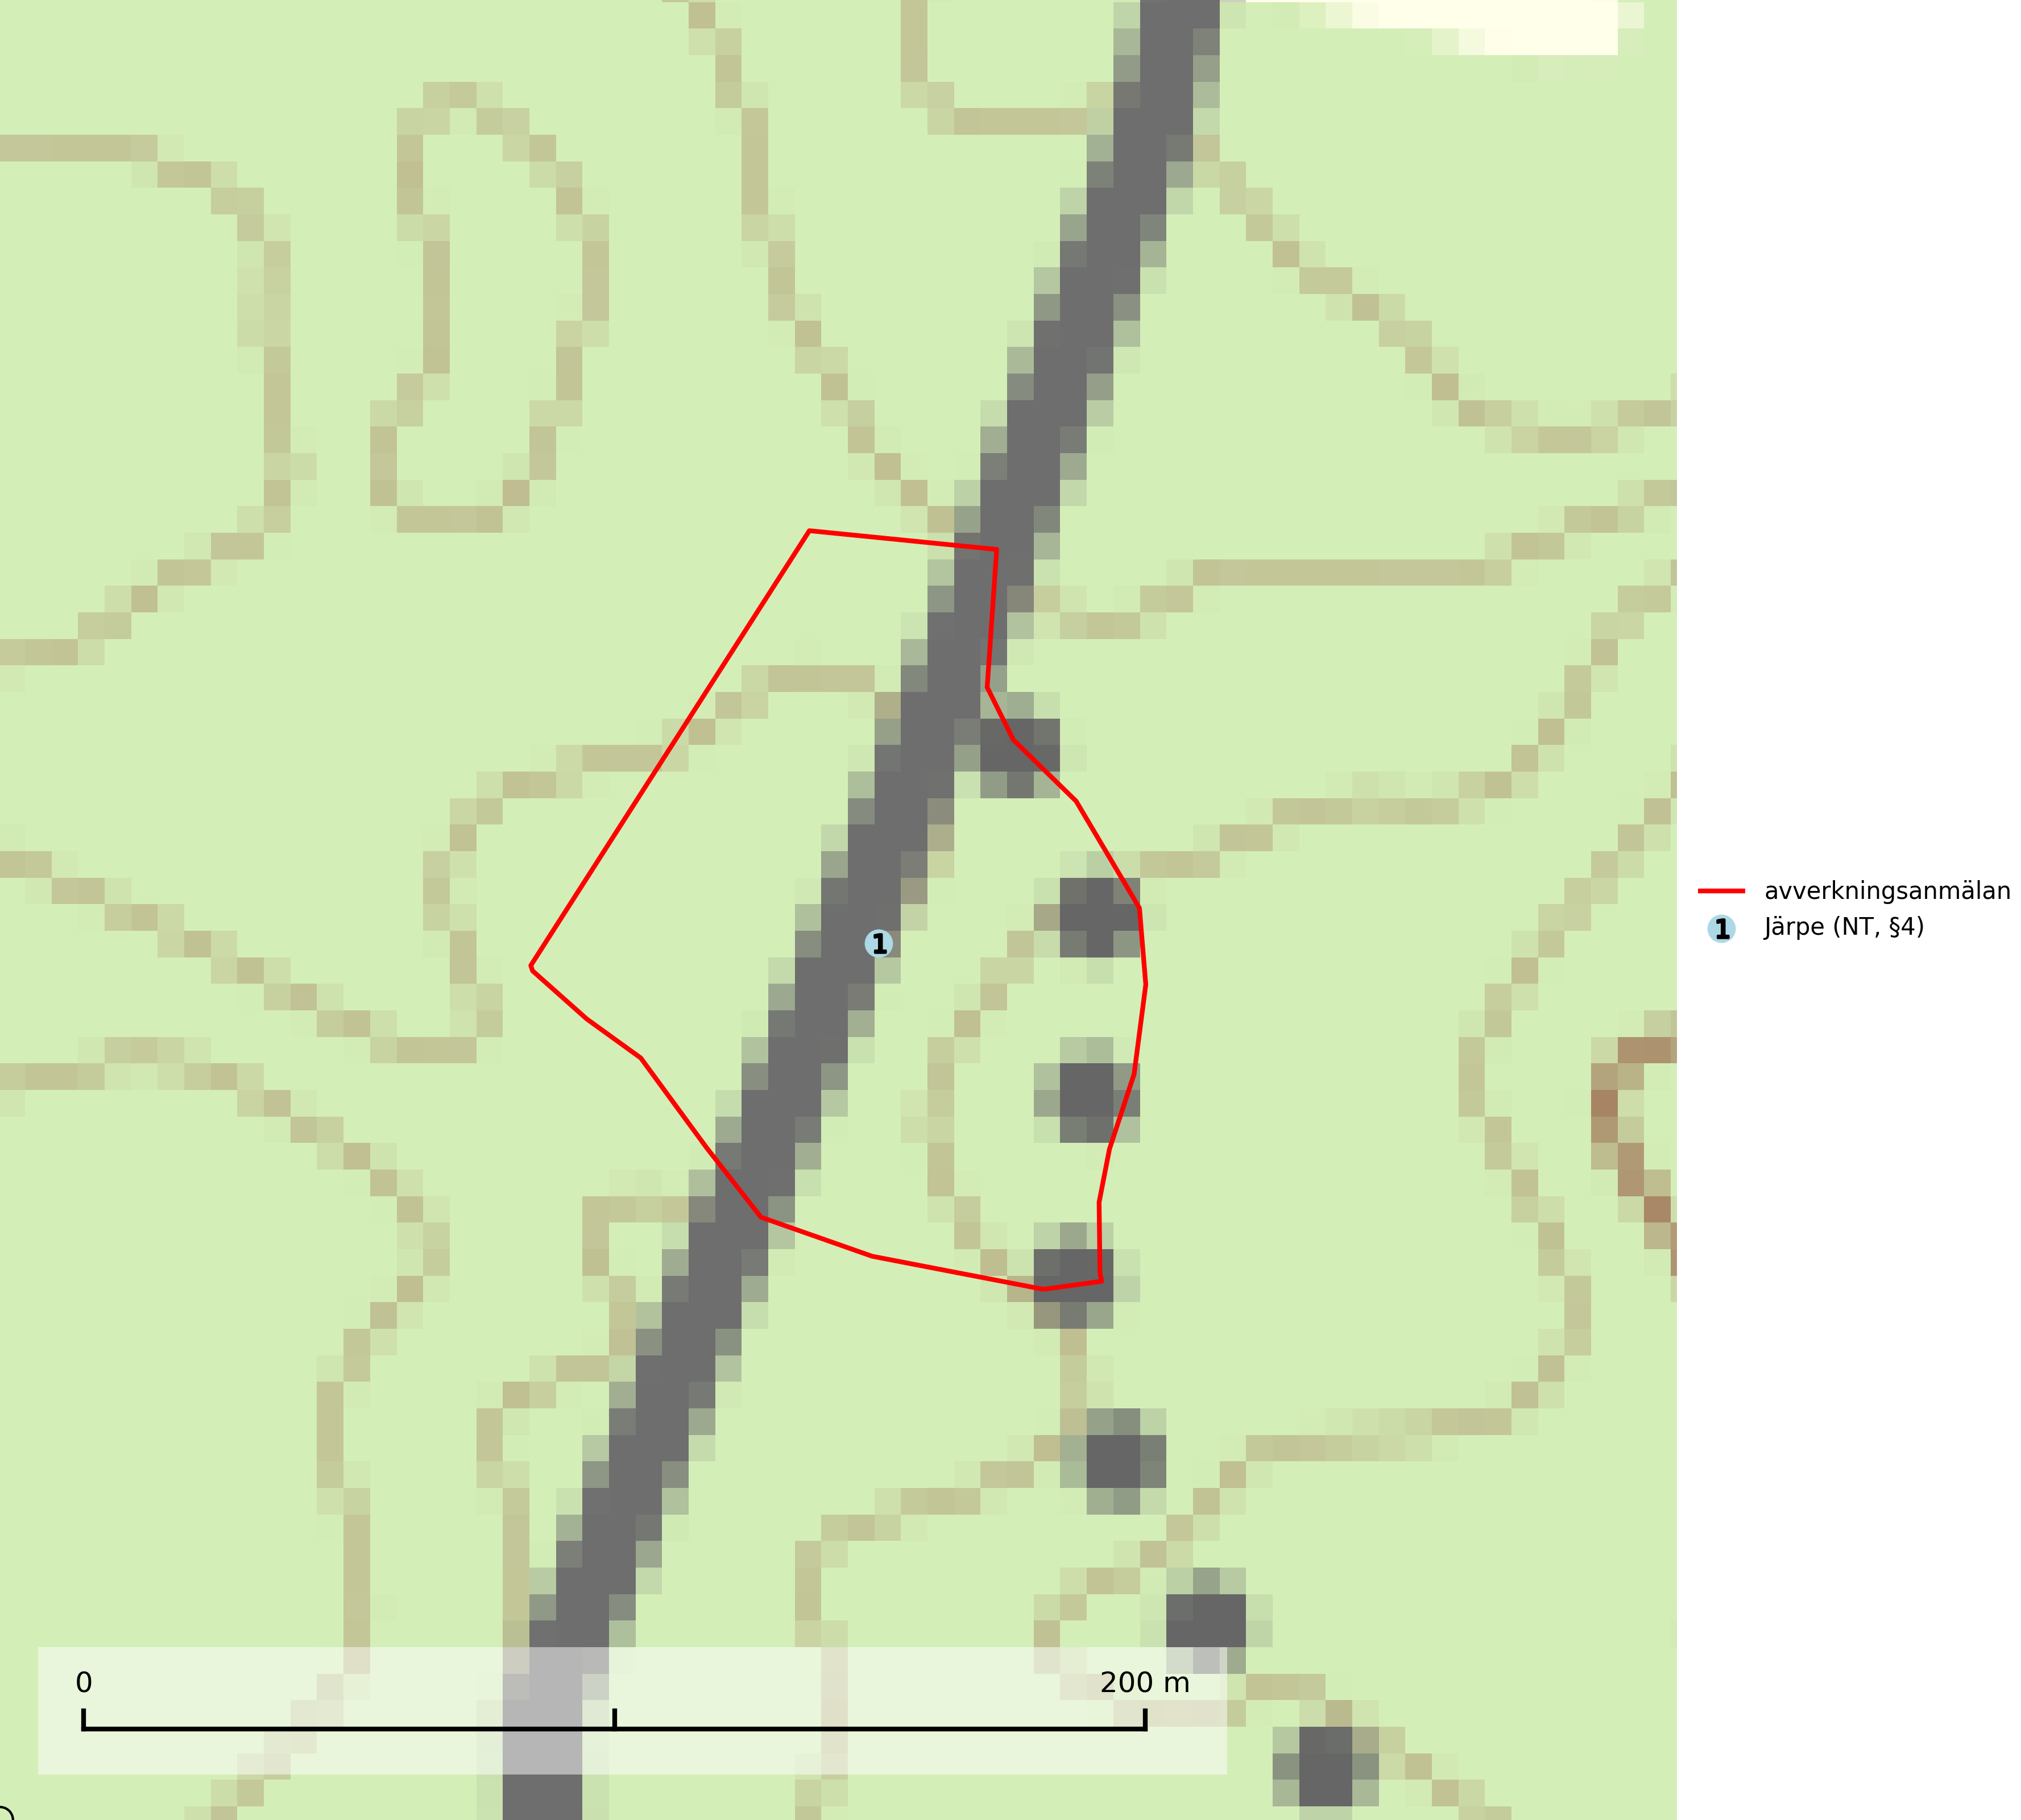 1
avverkningsanmälan
1 Järpe (NT, §4)
0 200 m